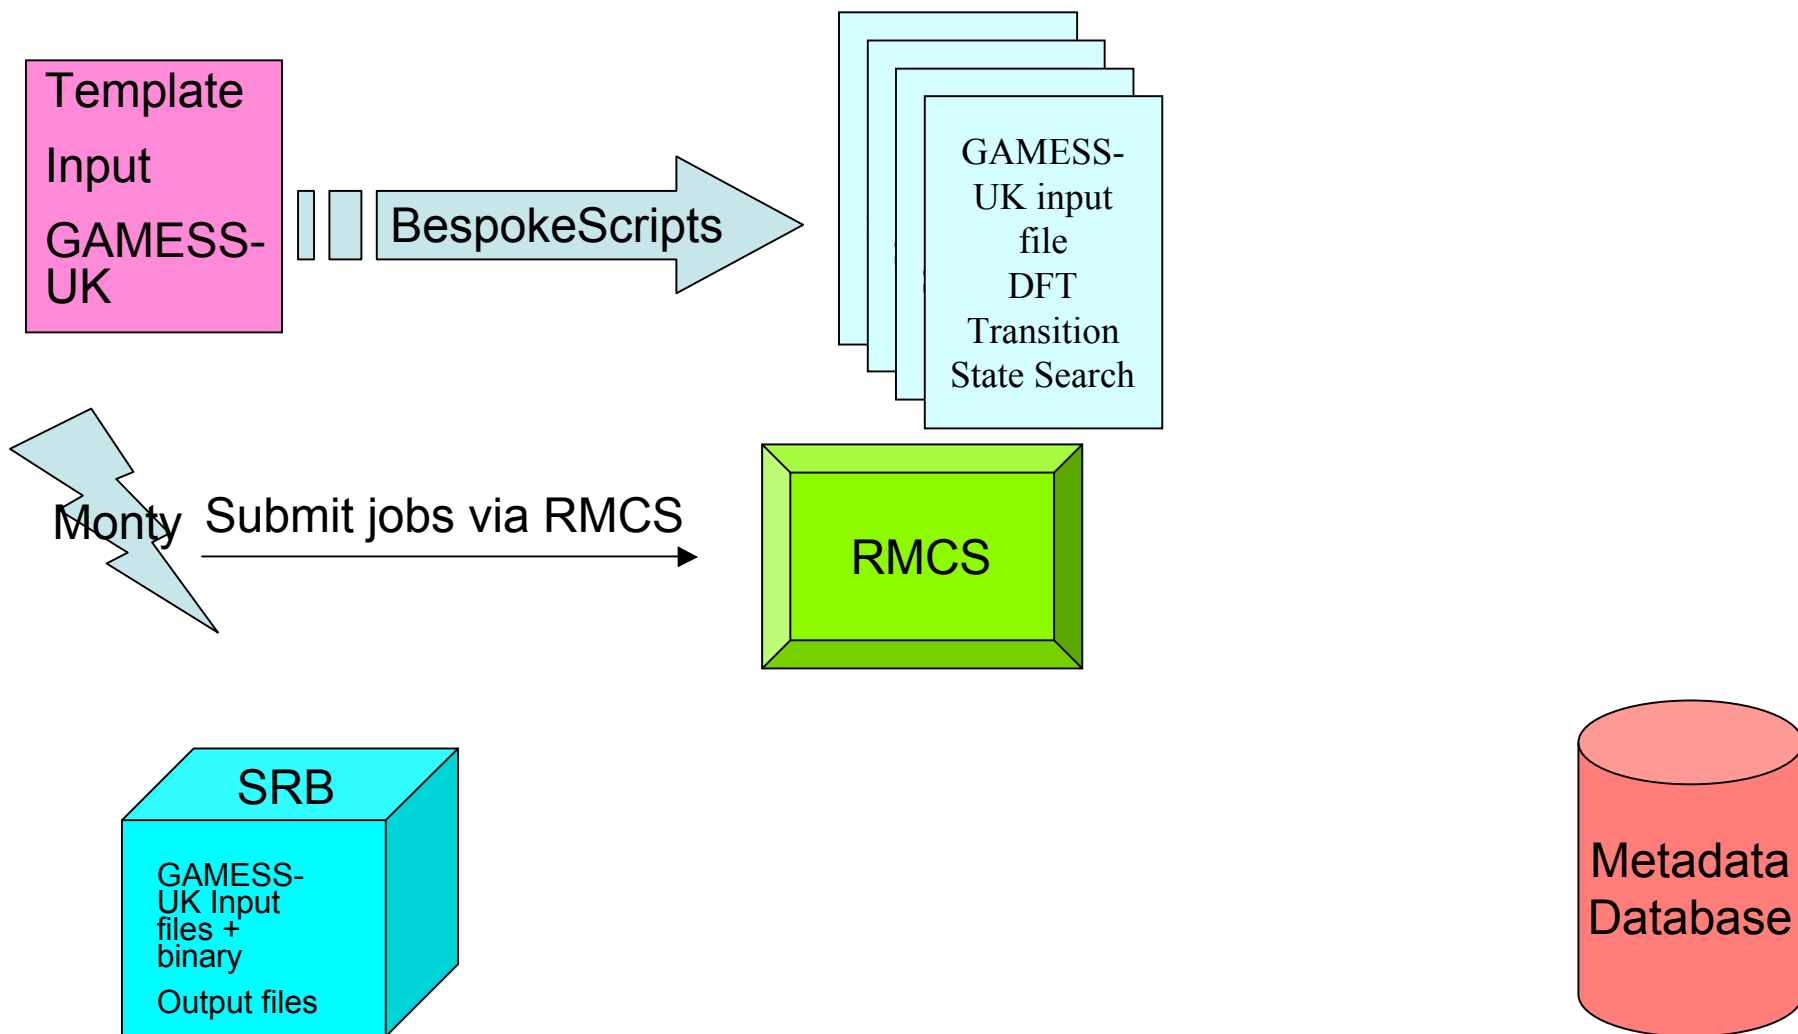 Template
Input
GAMESS-
UK
BespokeScripts
GAMESS-
UK input
file
DFT
Transition
State Search
Monty
Submit jobs via RMCS
RMCS
SRB
GAMESS-
UK Input
files +
binary
Output files
Metadata
Database